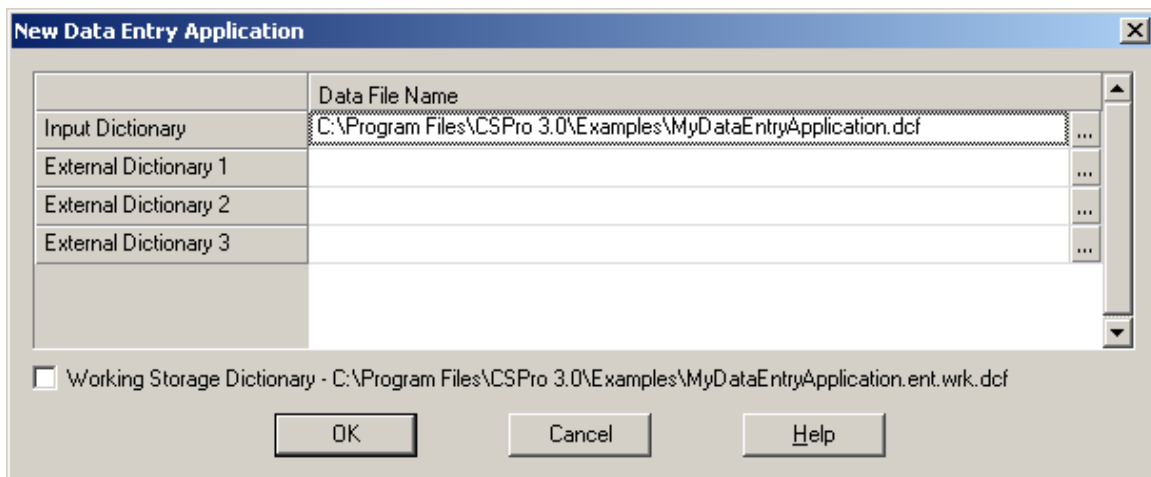 New Data Entry Application
Data File Name
Input Dictionary C:\Program Files\CSPro 3.0\Examples\MyDataEntryApplication.dcf ...
External Dictionary 1 ...
External Dictionary 2 ...
External Dictionary 3 ...
Working Storage Dictionary - C:\Program Files\CSPro 3.0\Examples\MyDataEntryApplication.ent.wrk.dcf
OK Cancel Help